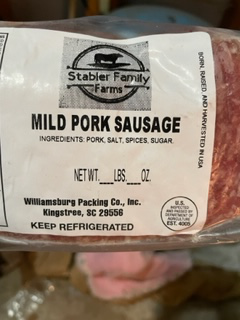 Stabler Family
Farms
MILD PORK SAUSAGE
INGREDIENTS: PORK, SALT, SPICES, SUGAR
NET WT.___LBS.___OZ.
Williamsburg Packing Co., Inc.
Kingstree, SC 29556
KEEP REFRIGERATED
BORN, RAISED, AND HARVESTED IN USA
U.S.
INSPECTED
AND PASSED BY
DEPARTMENT OF
AGRICULTURE
EST. 4005